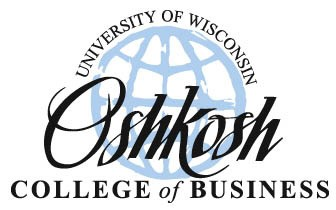 UNIVERSITY OF WISCONSIN
Oshkosh
COLLEGE of BUSINESS